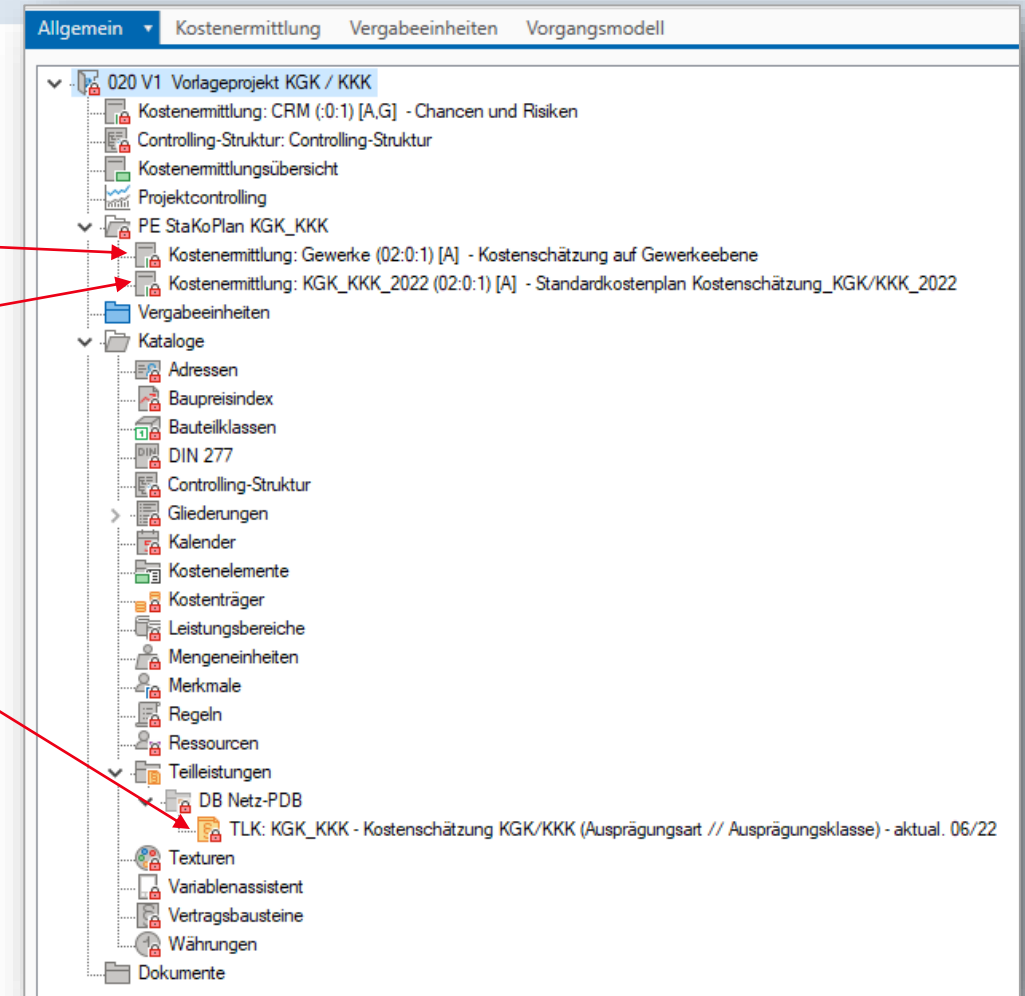 Allgemein Kostenermittlung Vergabeeinheiten Vorgangsmodell
020 V1 Vorlageprojekt KGK / KKK
Kostenermittlung: CRM (:0:1) [A,G] - Chancen und Risiken
Controlling-Struktur: Controlling-Struktur
Kostenermittlungsübersicht
Projektcontrolling
PE StaKoPlan KGK_KKK
Kostenermittlung: Gewerke (02:0:1) [A] - Kostenschätzung auf Gewerkeebene
Kostenermittlung: KGK_KKK_2022 (02:0:1) [A] - Standardkostenplan Kostenschätzung_KGK/KKK_2022
Vergabeeinheiten
Kataloge
Adressen
Baupreisindex
Bauteilklassen
DIN 277
Controlling-Struktur
Gliederungen
Kalender
Kostenelemente
Kostenträger
Leistungsbereiche
Mengeneinheiten
Merkmale
Regeln
Ressourcen
Teilleistungen
DB Netz-PDB
TLK: KGK_KKK - Kostenschätzung KGK/KKK (Ausprägungsart // Ausprägungsklasse) - aktual. 06/22
Texturen
Variablenassistent
Vertragsbausteine
Währungen
Dokumente